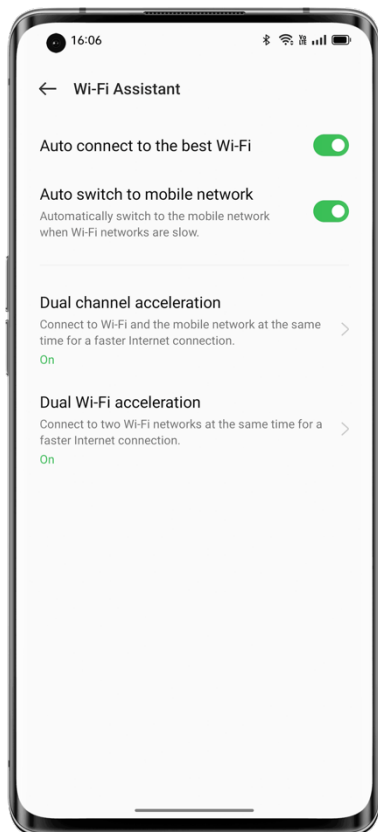 16:06
Wi-Fi Assistant
Auto connect to the best Wi-Fi
Auto switch to mobile network
Automatically switch to the mobile network
when Wi-Fi networks are slow.
Dual channel acceleration
Connect to Wi-Fi and the mobile network at the same
time for a faster Internet connection.
On
Dual Wi-Fi acceleration
Connect to two Wi-Fi networks at the same time for a
faster Internet connection.
On